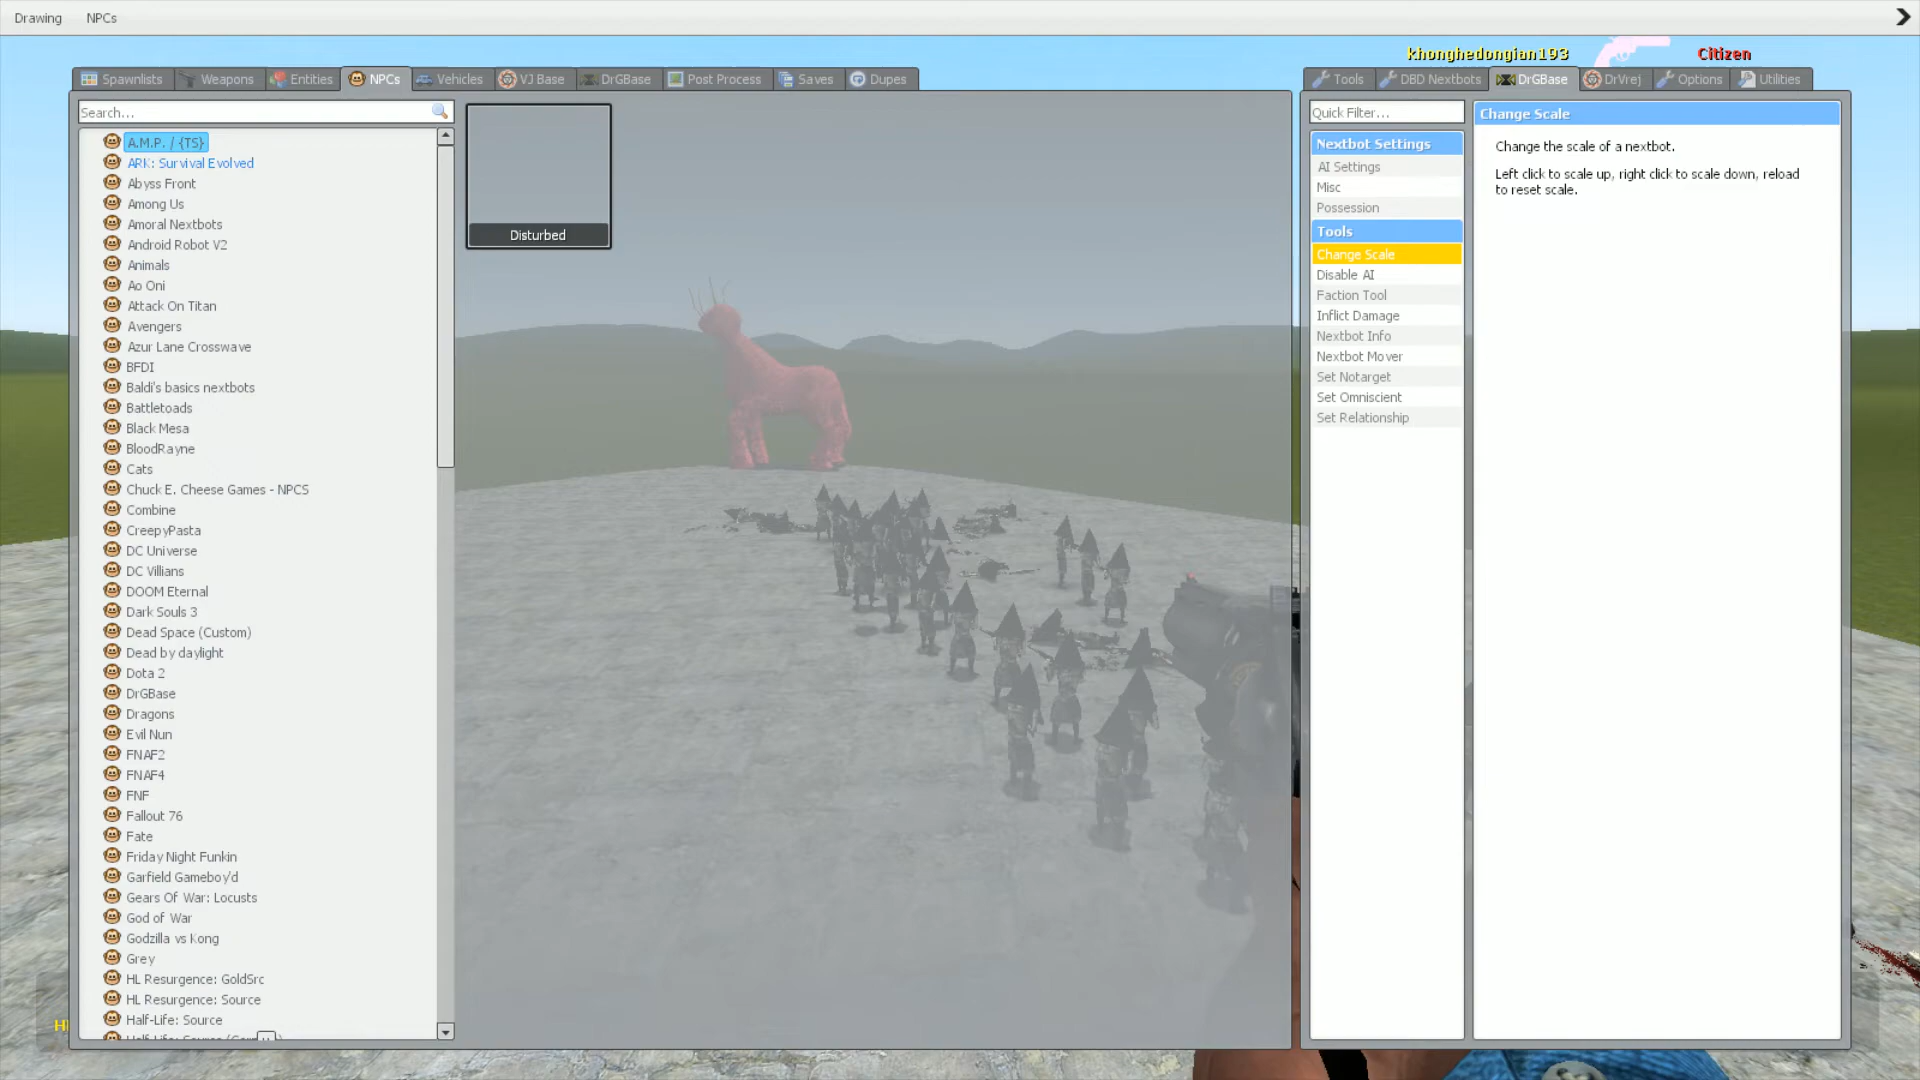 Drawing NPCs
khonghedongian193 Citizen
Spawnlists Weapons Entities NPCs Vehicles VJ Base DrGBase Post Process Saves Dupes
Tools DBD Nextbots DrGBase DrVrej Options Utilities
Search...
A.M.P. / {TS}
ARK: Survival Evolved
Abyss Front
Among Us
Amoral Nextbots
Android Robot V2
Animals
Ao Oni
Attack On Titan
Avengers
Azur Lane Crosswave
BFDI
Baldi's basics nextbots
Battletoads
Black Mesa
BloodRayne
Cats
Chuck E. Cheese Games - NPCS
Combine
CreepyPasta
DC Universe
DC Villians
DOOM Eternal
Dark Souls 3
Dead Space (Custom)
Dead by daylight
Dota 2
DrGBase
Dragons
Evil Nun
FNAF2
FNAF4
FNF
Fallout 76
Fate
Friday Night Funkin
Garfield Gameboy'd
Gears Of War: Locusts
God of War
Godzilla vs Kong
Grey
HL Resurgence: GoldSrc
HL Resurgence: Source
Half-Life: Source
Disturbed
Quick Filter...
Nextbot Settings
AI Settings
Misc
Possession
Tools
Change Scale
Disable AI
Faction Tool
Inflict Damage
Nextbot Info
Nextbot Mover
Set Notarget
Set Omniscient
Set Relationship
Change Scale
Change the scale of a nextbot.
Left click to scale up, right click to scale down, reload
to reset scale.